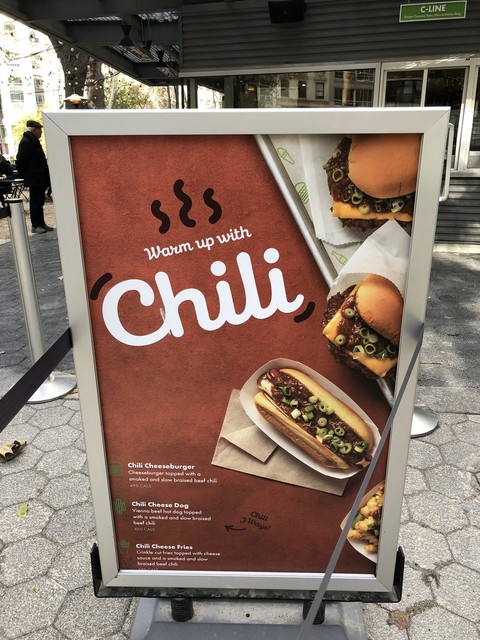 C-LINE
Warm up with
Chili
Chili Cheeseburger
Cheeseburger topped with a
smoked and slow braised beef chili
Chili Cheese Dog
Vienna beef hot dog topped
with a smoked and slow braised
beef chili
Chili
3 Ways!
Chili Cheese Fries
Crinkle cut fries topped with cheese
sauce and a smoked and slow
braised beef chili